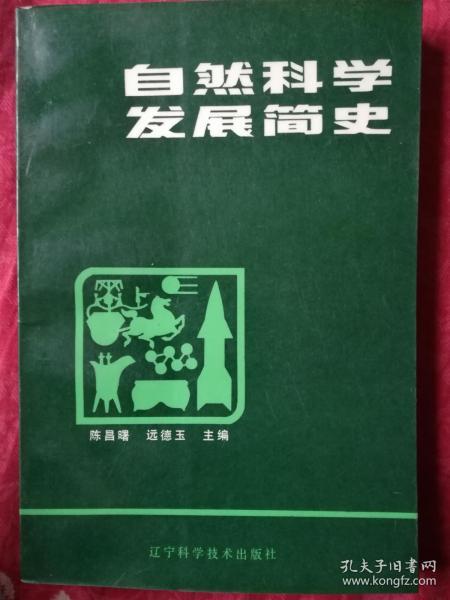 自然科学
发展简史
陈昌曙 远德玉 主编
辽宁科学技术出版社
孔夫子旧书网
www.kongfz.com